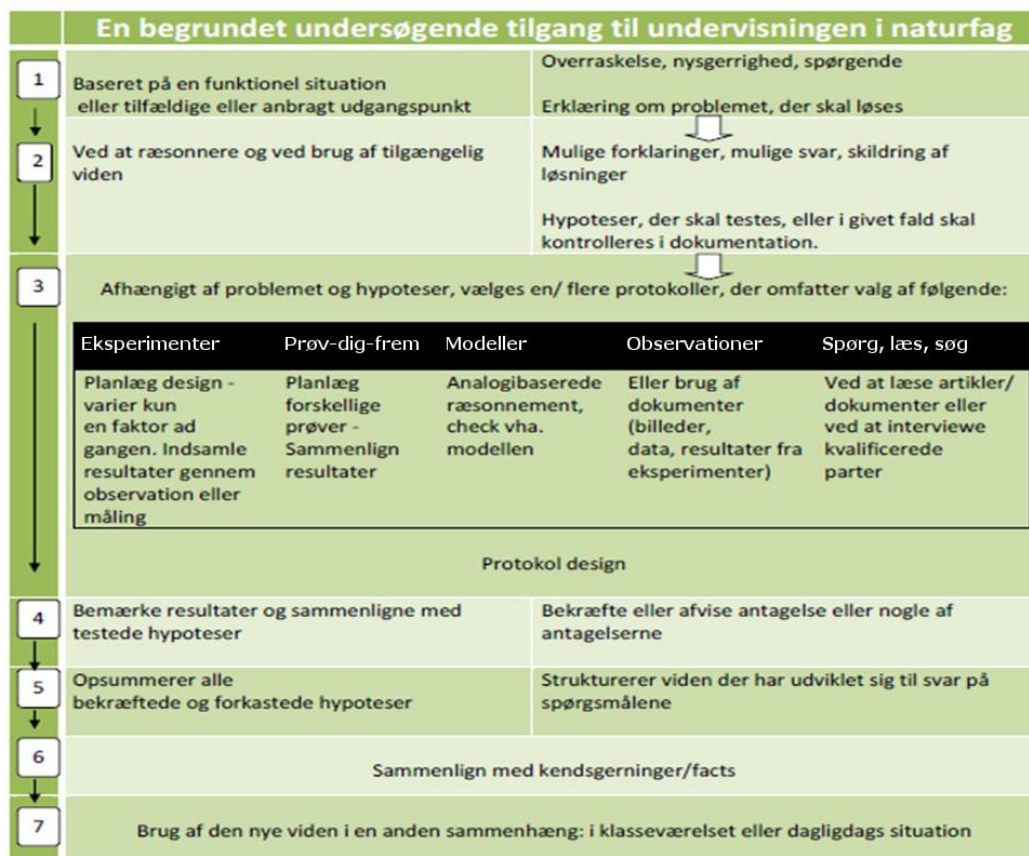 En begrundet undersøgende tilgang til undervisningen i naturfag
1
Baseret på en funktionel situation
eller tilfældige eller anbragt udgangspunkt
Overraskelse, nysgerrighed, spørgende
Erklæring om problemet, der skal løses
2
Ved at ræsonnere og ved brug af tilgængelig
viden
Mulige forklaringer, mulige svar, skildring af
løsninger
Hypoteser, der skal testes, eller i givet fald skal
kontrolleres i dokumentation.
3
Afhængigt af problemet og hypoteser, vælges en/ flere protokoller, der omfatter valg af følgende:
Eksperimenter
Planlæg design -
varier kun
en faktor ad
gangen. Indsamle
resultater gennem
observation eller
måling
Prøv-dig-frem
Planlæg
forskellige
prøver -
Sammenlign
resultater
Modeller
Analogibaserede
ræsonnement,
check vha.
modellen
Observationer
Eller brug af
dokumenter
(billeder,
data, resultater fra
eksperimenter)
Spørg, læs, søg
Ved at læse artikler/
dokumenter eller
ved at interviewe
kvalificerede
parter
Protokol design
4
Bemærke resultater og sammenligne med
testede hypoteser
Bekræfte eller afvise antagelse eller nogle af
antagelserne
5
Opsummerer alle
bekræftede og forkastede hypoteser
Strukturerer viden der har udviklet sig til svar på
spørgsmålene
6
Sammenlign med kendsgerninger/facts
7
Brug af den nye viden i en anden sammenhæng: i klasseværelset eller dagligdags situation